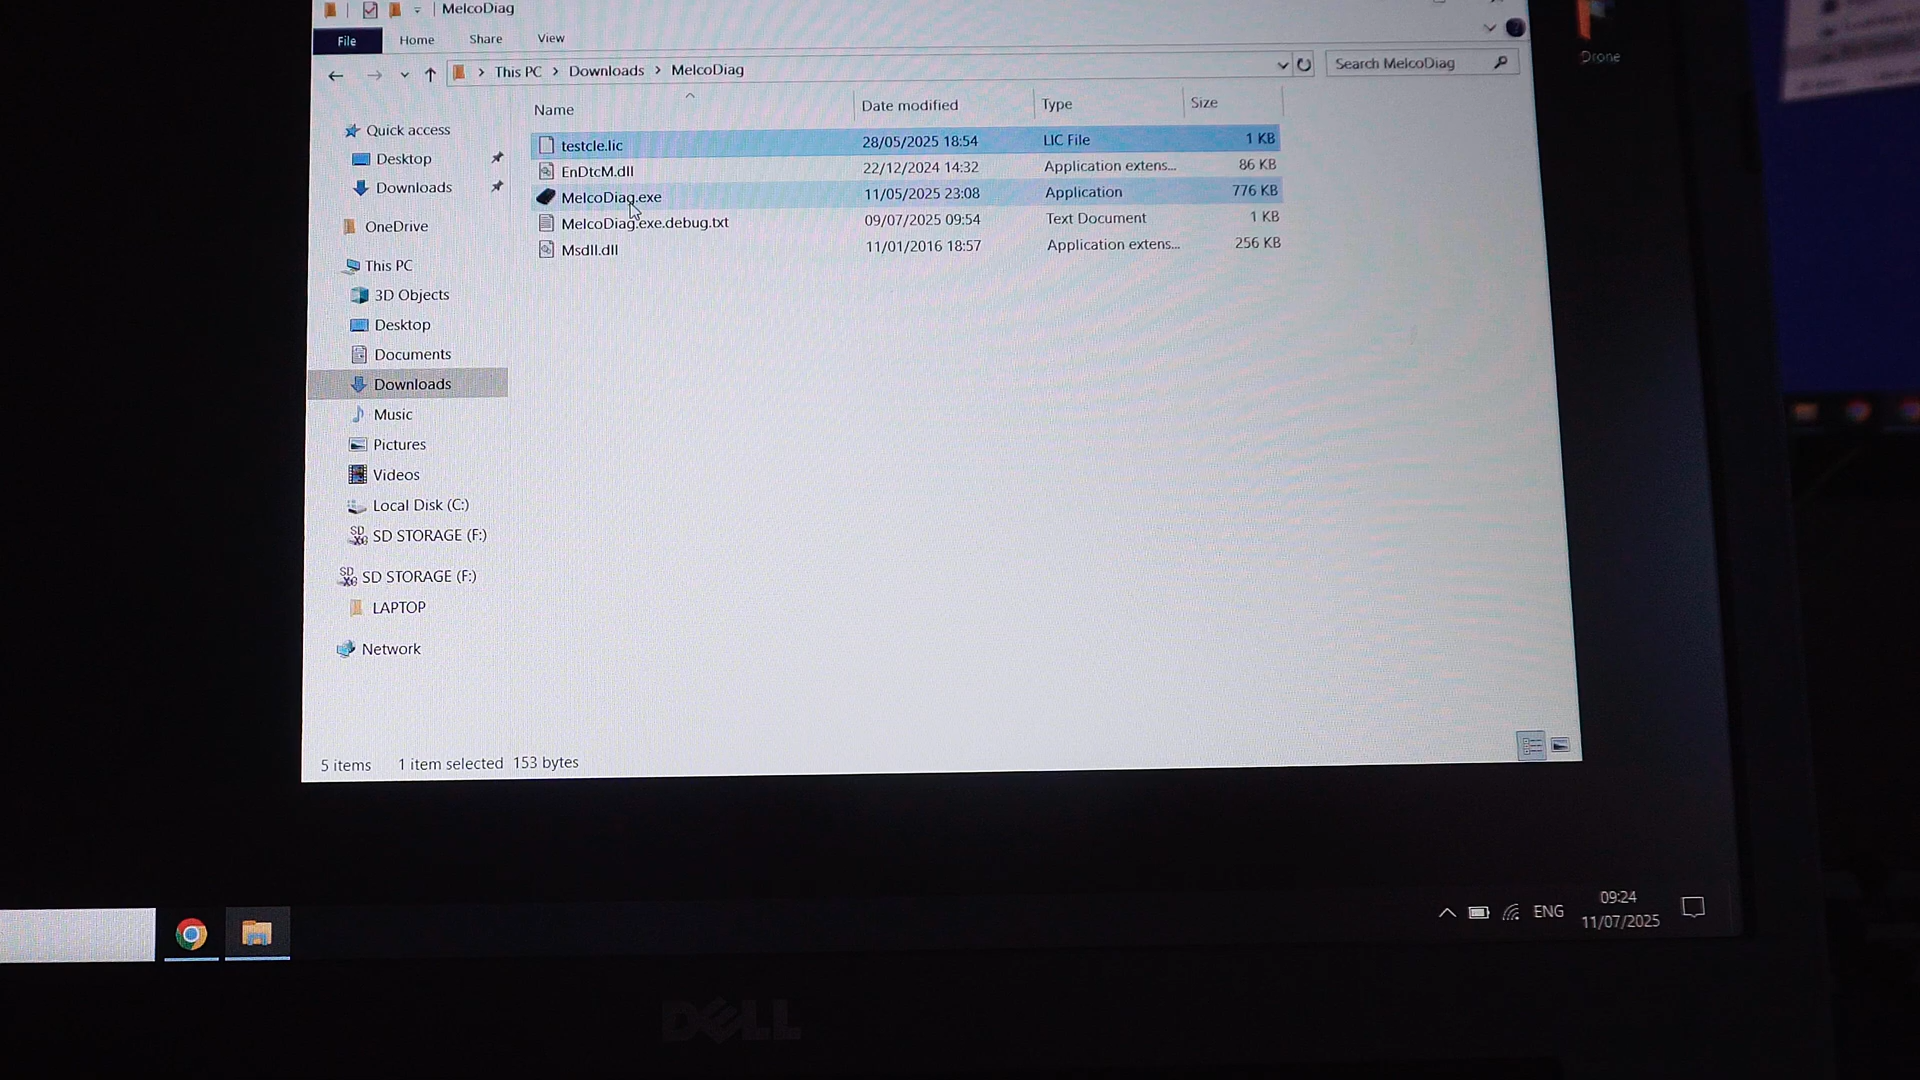 MelcoDiag
File Home Share View
This PC > Downloads > MelcoDiag
Search MelcoDiag
Name Date modified Type Size
testcle.lic 28/05/2025 18:54 LIC File 1 KB
EnDtcM.dll 22/12/2024 14:32 Application extens... 86 KB
MelcoDiag.exe 11/05/2025 23:08 Application 776 KB
MelcoDiag.exe.debug.txt 09/07/2025 09:54 Text Document 1 KB
Msdll.dll 11/01/2016 18:57 Application extens... 256 KB
Quick access
Desktop
Downloads
OneDrive
This PC
3D Objects
Desktop
Documents
Downloads
Music
Pictures
Videos
Local Disk (C:)
SD STORAGE (F:)
SD STORAGE (F:)
LAPTOP
Network
5 items 1 item selected 153 bytes
Drone
ENG
09:24
11/07/2025
DELL